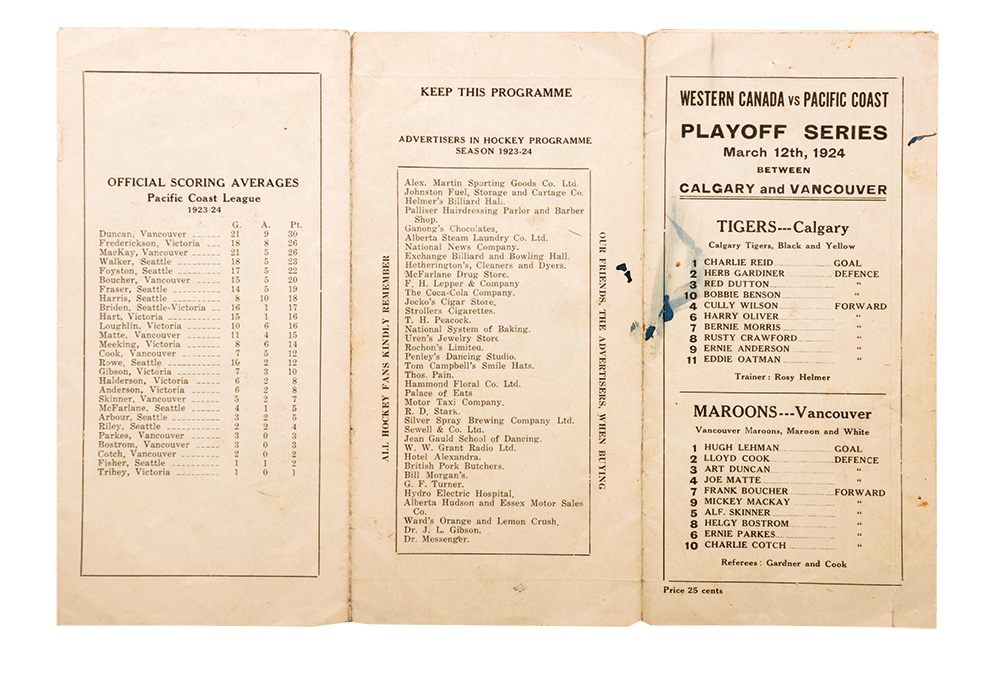 OFFICIAL SCORING AVERAGES
Pacific Coast League
1923-24
G. A. Pt.
Duncan, Vancouver 21 9 30
Frederickson, Victoria 18 8 26
MacKay, Vancouver 21 5 26
Walker, Seattle 18 5 23
Foyston, Seattle 17 5 22
Boucher, Vancouver 15 5 20
Fraser, Seattle 14 5 19
Harris, Seattle 8 10 18
Briden, Seattle-Victoria 16 1 17
Hart, Victoria 15 1 16
Loughlin, Victoria 10 6 16
Matte, Vancouver 11 4 15
Meeking, Victoria 8 6 14
Cook, Vancouver 7 5 12
Rowe, Seattle 10 2 12
Gibson, Victoria 7 3 10
Halderson, Victoria 6 2 8
Anderson, Victoria 6 2 8
Skinner, Vancouver 5 2 7
McFarlane, Seattle 4 1 5
Arbour, Seattle 3 2 5
Riley, Seattle 2 2 4
Parkes, Vancouver 3 0 3
Bostrom, Vancouver 3 0 3
Cotch, Vancouver 2 0 2
Fisher, Seattle 1 1 2
Trihey, Victoria 1 0 1
KEEP THIS PROGRAMME
ADVERTISERS IN HOCKEY PROGRAMME
SEASON 1923-24
ALL HOCKEY FANS KINDLY REMEMBER
Alex. Martin Sporting Goods Co. Ltd.
Johnston Fuel, Storage and Cartage Co.
Helmer's Billiard Hall.
Palliser Hairdressing Parlor and Barber
Shop.
Ganong's Chocolates.
Alberta Steam Laundry Co. Ltd.
National News Company.
Exchange Billiard and Bowling Hall.
Hetherington's, Cleaners and Dyers.
McFarlane Drug Store.
F. H. Lepper & Company
The Coca-Cola Company.
Jocko's Cigar Store.
Strollers Cigarettes.
T. H. Peacock.
National System of Baking.
Uren's Jewelry Store
Rochon's Limited.
Penley's Dancing Studio.
Tom Campbell's Smile Hats.
Thos. Pain.
Hammond Floral Co. Ltd.
Palace of Eats
Motor Taxi Company.
R. D. Stark.
Silver Spray Brewing Company Ltd.
Sewell & Co. Ltd.
Jean Gauld School of Dancing.
W. W. Grant Radio Ltd.
Hotel Alexandra.
British Pork Butchers.
Bill Morgan's.
G. F. Turner.
Hydro Electric Hospital.
Alberta Hudson and Essex Motor Sales
Co.
Ward's Orange and Lemon Crush.
Dr. J. L. Gibson.
Dr. Messenger.
OUR FRIENDS, THE ADVERTISERS, WHEN BUYING
WESTERN CANADA vs PACIFIC COAST
PLAYOFF SERIES
March 12th, 1924
BETWEEN
CALGARY and VANCOUVER
TIGERS---Calgary
Calgary Tigers, Black and Yellow
1 CHARLIE REID GOAL
2 HERB GARDINER DEFENCE
3 RED DUTTON "
10 BOBBIE BENSON "
4 CULLY WILSON FORWARD
6 HARRY OLIVER "
7 BERNIE MORRIS "
8 RUSTY CRAWFORD "
9 ERNIE ANDERSON "
11 EDDIE OATMAN "
Trainer: Rosy Helmer
MAROONS---Vancouver
Vancouver Maroons, Maroon and White
1 HUGH LEHMAN GOAL
2 LLOYD COOK DEFENCE
3 ART DUNCAN "
4 JOE MATTE "
7 FRANK BOUCHER FORWARD
9 MICKEY MACKAY "
5 ALF. SKINNER "
8 HELGY BOSTROM "
6 ERNIE PARKES "
10 CHARLIE COTCH "
Referees: Gardner and Cook
Price 25 cents